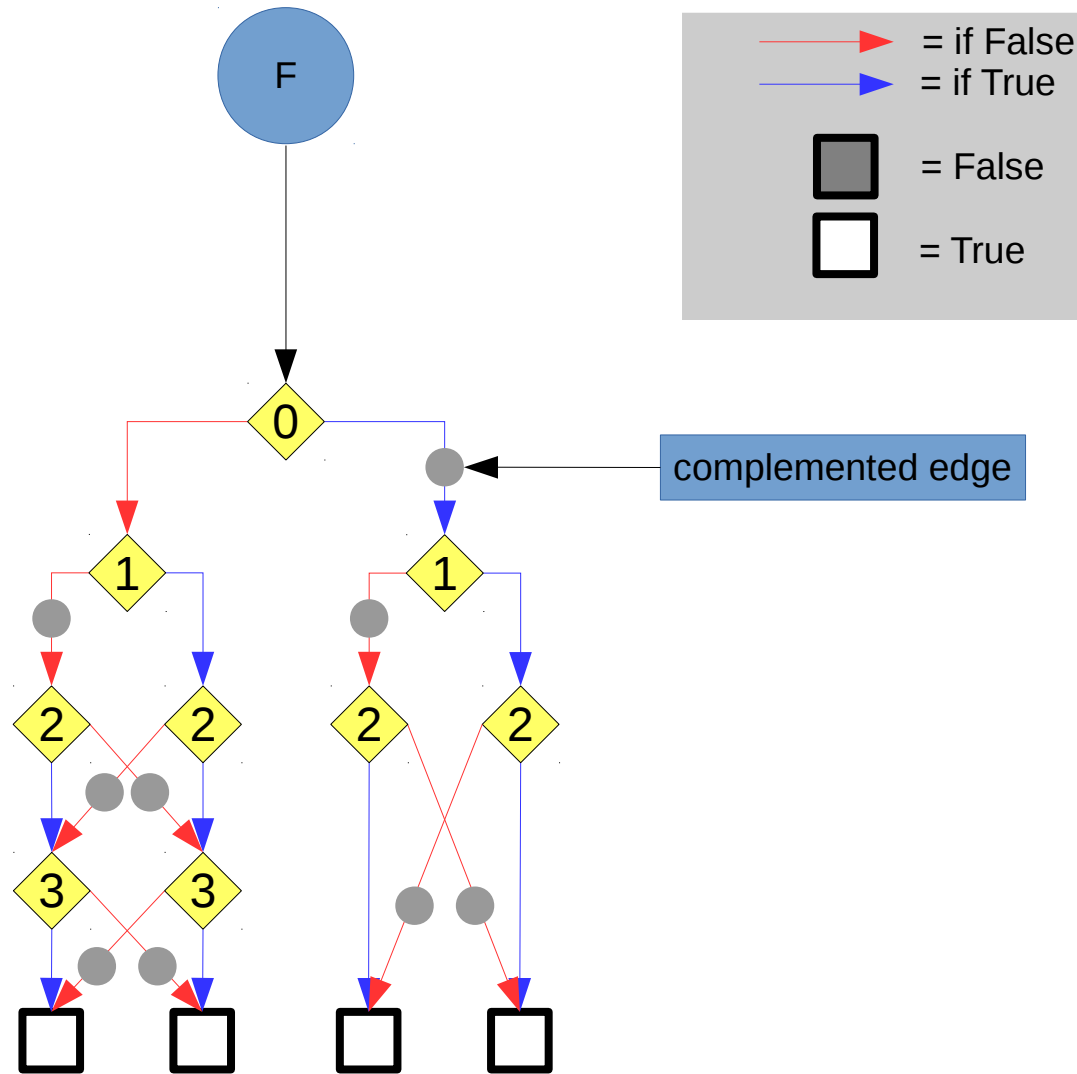 F
= if False
= if True
= False
= True
0
complemented edge
1
1
2
2
2
2
3
3